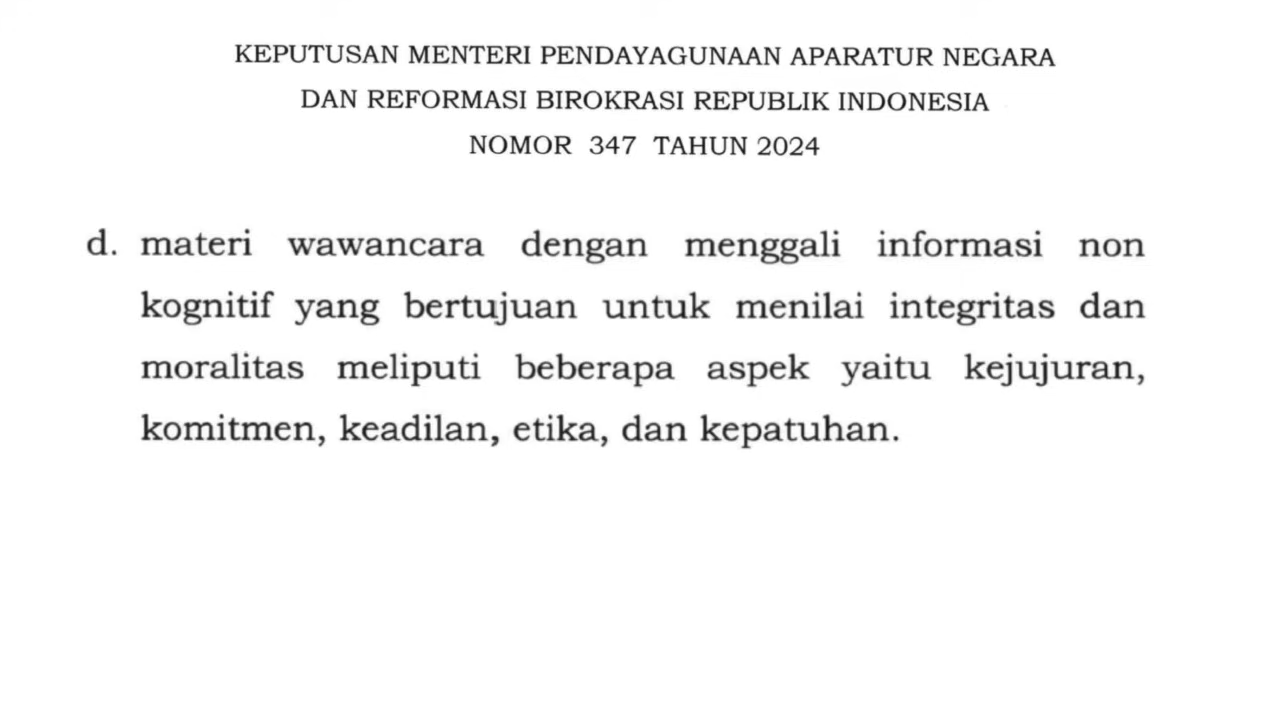 KEPUTUSAN MENTERI PENDAYAGUNAAN APARATUR NEGARA
DAN REFORMASI BIROKRASI REPUBLIK INDONESIA
NOMOR 347 TAHUN 2024
d. materi wawancara dengan menggali informasi non
kognitif yang bertujuan untuk menilai integritas dan
moralitas meliputi beberapa aspek yaitu kejujuran,
komitmen, keadilan, etika, dan kepatuhan.